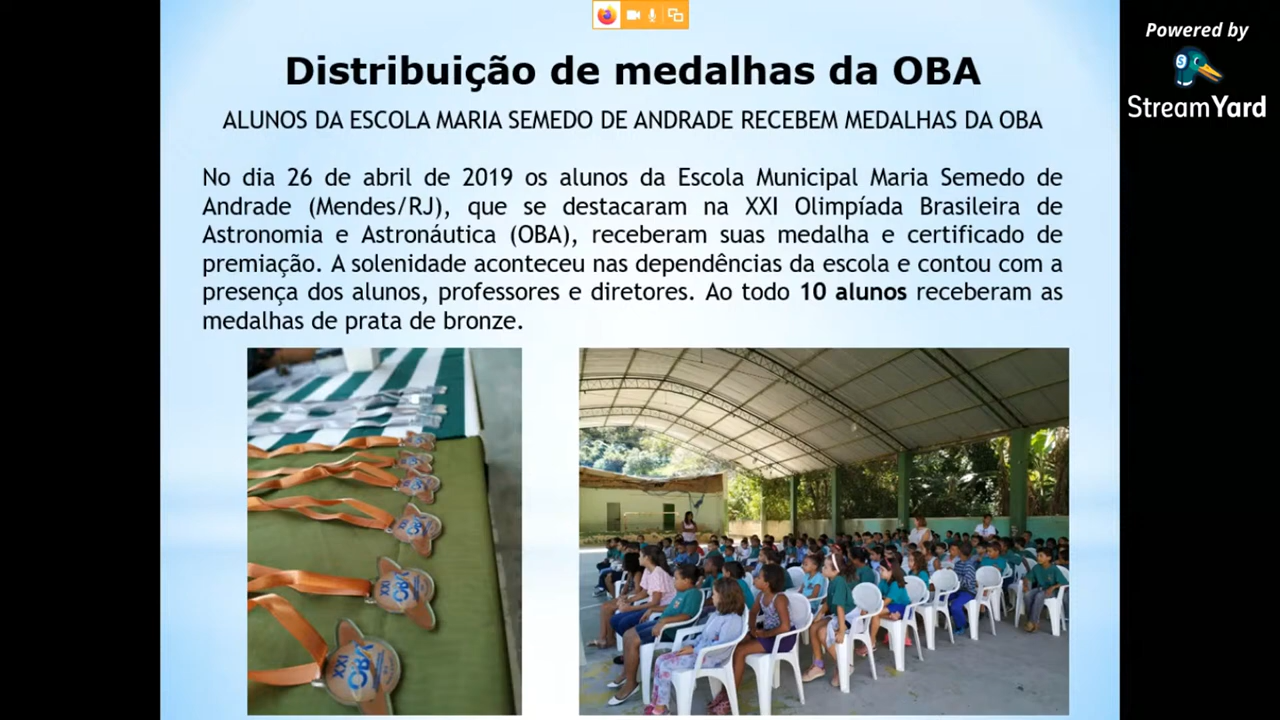 Distribuição de medalhas da OBA
ALUNOS DA ESCOLA MARIA SEMEDO DE ANDRADE RECEBEM MEDALHAS DA OBA
No dia 26 de abril de 2019 os alunos da Escola Municipal Maria Semedo de
Andrade (Mendes/RJ), que se destacaram na XXI Olimpíada Brasileira de
Astronomia e Astronáutica (OBA), receberam suas medalha e certificado de
premiação. A solenidade aconteceu nas dependências da escola e contou com a
presença dos alunos, professores e diretores. Ao todo 10 alunos receberam as
medalhas de prata de bronze.
XXI
OBA
XXI
OBA
Powered by
StreamYard